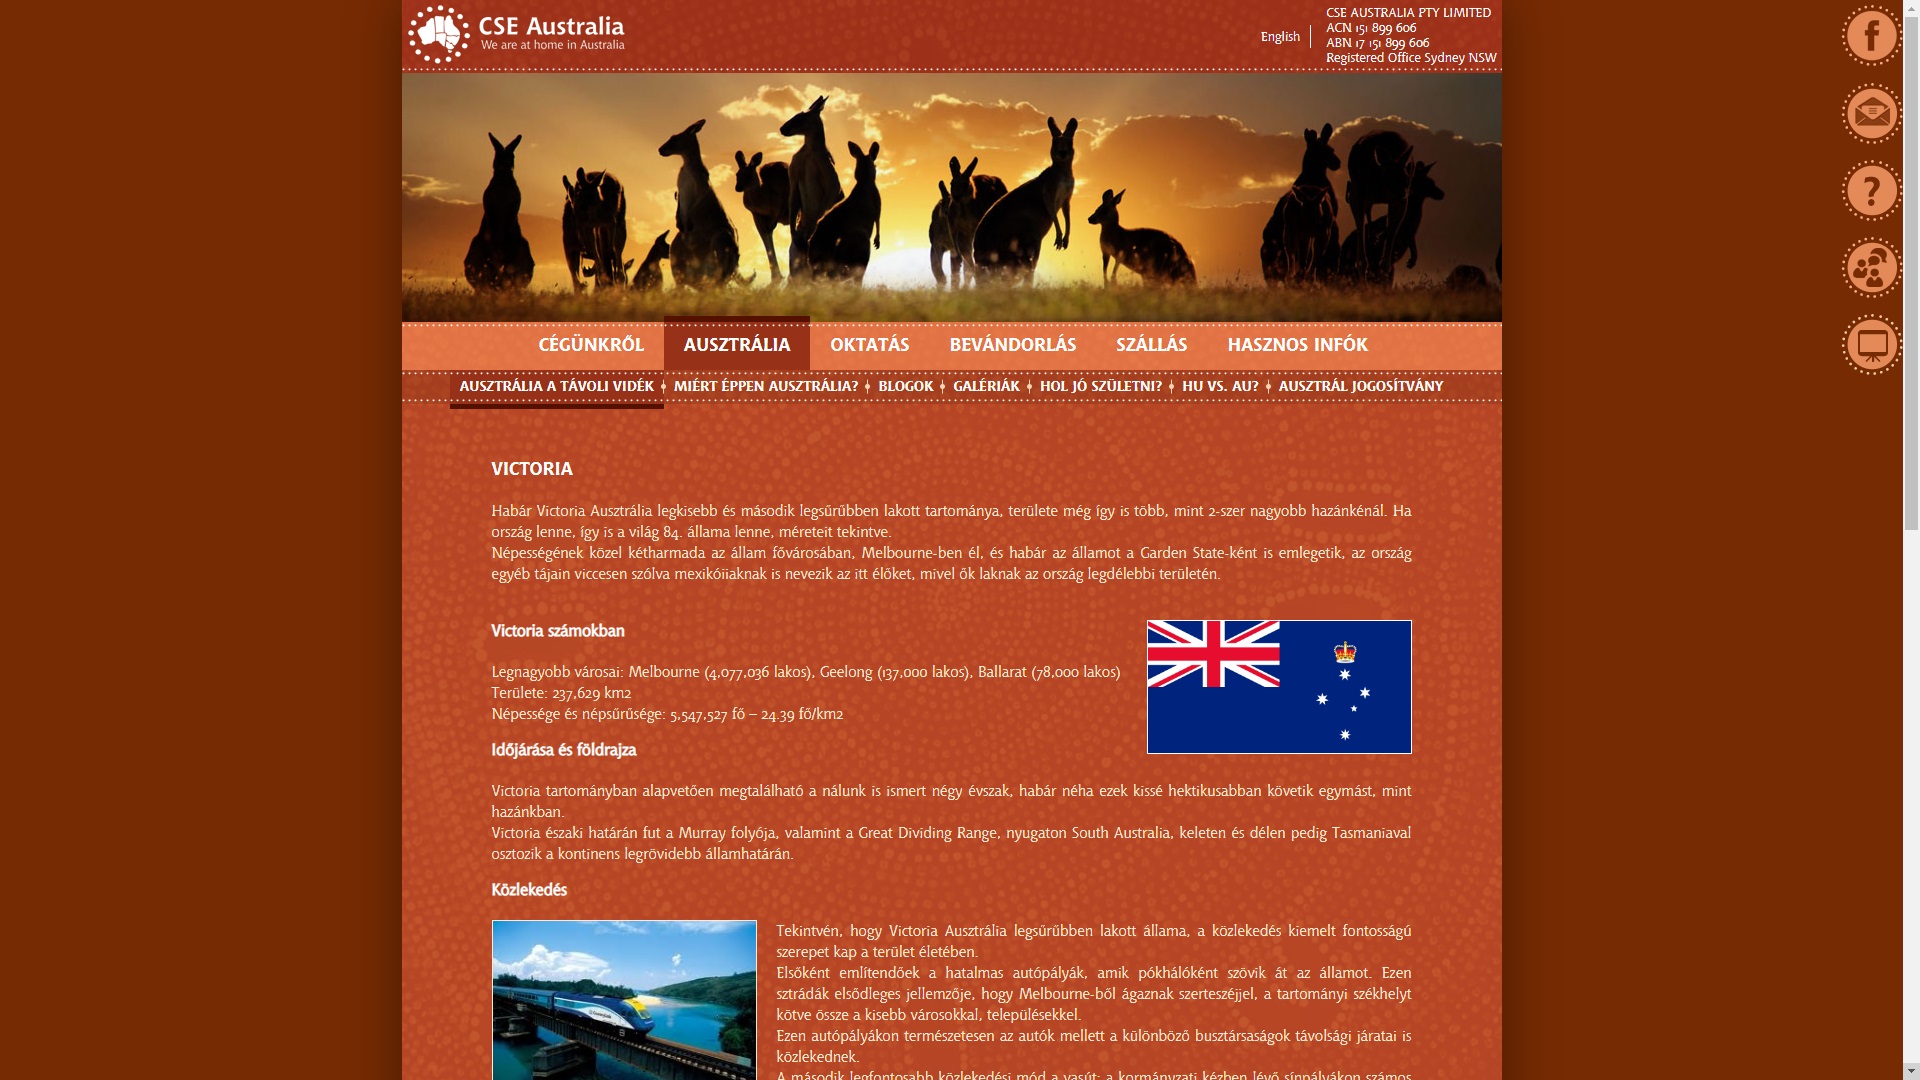 CSE Australia
We are at home in Australia
English
CSE AUSTRALIA PTY LIMITED
ACN 151 899 606
ABN 17 151 899 606
Registered Office Sydney NSW
CÉGÜNKRŐL AUSZTRÁLIA OKTATÁS BEVÁNDORLÁS SZÁLLÁS HASZNOS INFÓK
AUSZTRÁLIA A TÁVOLI VIDÉK MIÉRT ÉPPEN AUSZTRÁLIA? BLOGOK GALÉRIÁK HOL JÓ SZÜLETNI? HU VS. AU? AUSZTRÁL JOGOSÍTVÁNY
VICTORIA
Habár Victoria Ausztrália legkisebb és második legsűrűbben lakott tartománya, területe még így is több, mint 2-szer nagyobb hazánkénál. Ha
ország lenne, így is a világ 84. állama lenne, méreteit tekintve.
Népességének közel kétharmada az állam fővárosában, Melbourne-ben él, és habár az államot a Garden State-ként is emlegetik, az ország
egyéb tájain viccesen szólva mexikóiiaknak is nevezik az itt élőket, mivel ők laknak az ország legdélebbi területén.
Victoria számokban
Legnagyobb városai: Melbourne (4,077,036 lakos), Geelong (137,000 lakos), Ballarat (78,000 lakos)
Területe: 237,629 km2
Népessége és népsűrűsége: 5,547,527 fő – 24.39 fő/km2
Időjárása és földrajza
Victoria tartományban alapvetően megtalálható a nálunk is ismert négy évszak, habár néha ezek kissé hektikusabban követik egymást, mint
hazánkban.
Victoria északi határán fut a Murray folyója, valamint a Great Dividing Range, nyugaton South Australia, keleten és délen pedig Tasmaniaval
osztozik a kontinens legrövidebb államhatárán.
Közlekedés
Tekintvén, hogy Victoria Ausztrália legsűrűbben lakott állama, a közlekedés kiemelt fontosságú
szerepet kap a terület életében.
Elsőként említendőek a hatalmas autópályák, amik pókhálóként szövik át az államot. Ezen
sztrádák elsődleges jellemzője, hogy Melbourne-ből ágaznak szerteszéjjel, a tartományi székhelyt
kötve össze a kisebb városokkal, településekkel.
Ezen autópályákon természetesen az autók mellett a különböző busztársaságok távolsági járatai is
közlekednek.
A második legfontosabb közlekedési mód a vasút: a kormányzati kézben lévő sínpályákon számos